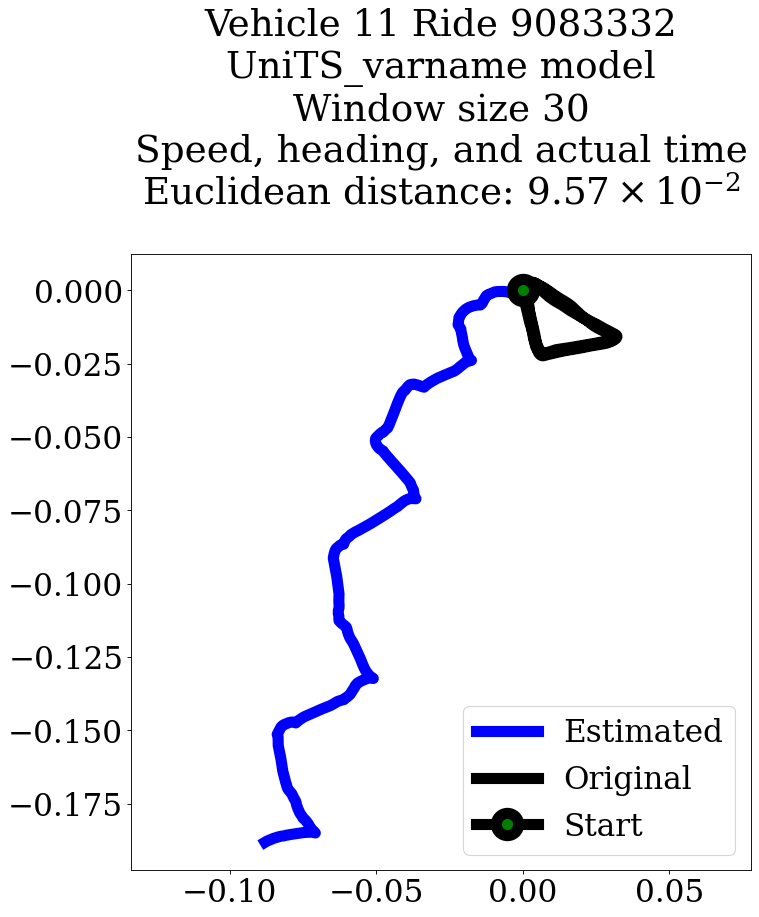 Vehicle 11 Ride 9083332
UniTS_varname model
Window size 30
Speed, heading, and actual time
Euclidean distance: 9.57 × 10⁻²
0.000
−0.025
−0.050
−0.075
−0.100
−0.125
−0.150
−0.175
Estimated
Original
Start
−0.10
−0.05
0.00
0.05